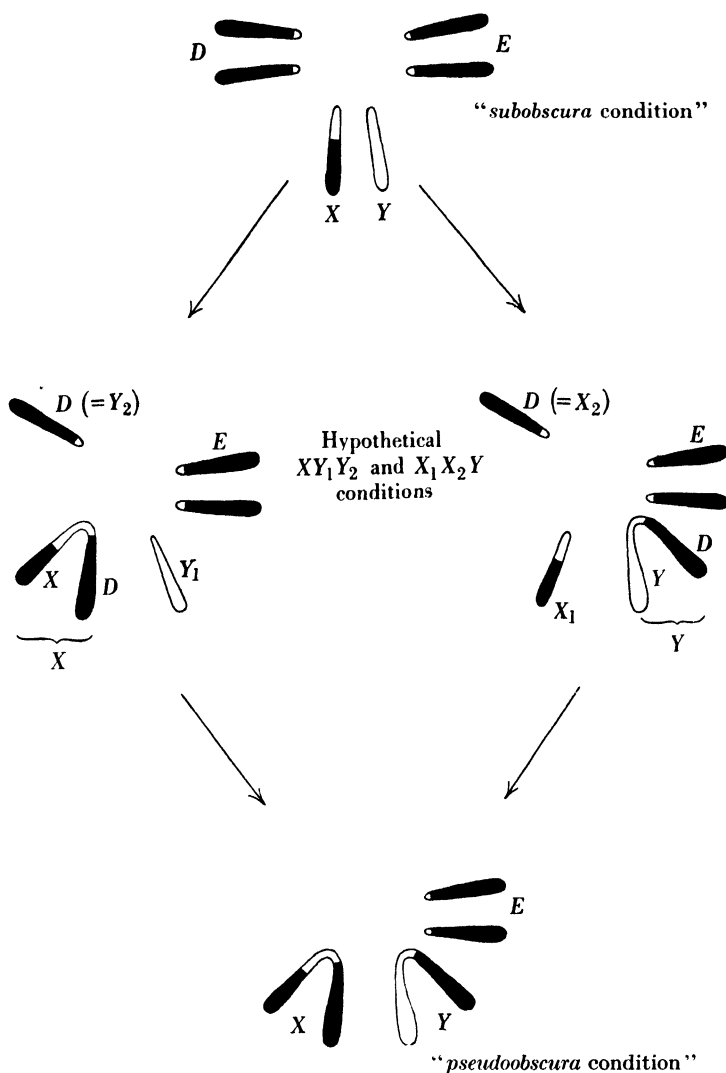 D
E
"subobscura condition"
X
Y
D (=Y₂)
D (=X₂)
E
Hypothetical
XY₁Y₂ and X₁X₂Y
conditions
E
X
D
Y₁
X
X₁
Y
D
Y
E
X
Y
"pseudoobscura condition"